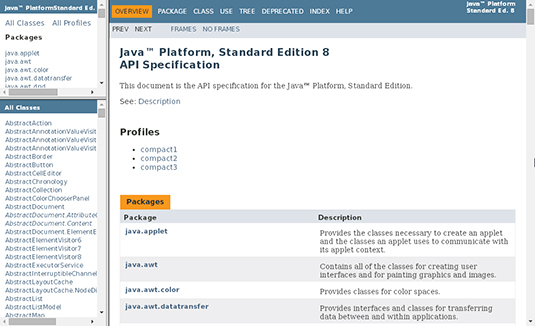 Java™ PlatformStandard Ed.
All Classes All Profiles
Packages
java.applet
java.awt
java.awt.color
java.awt.datatransfer
java.awt.dnd
All Classes
AbstractAction
AbstractAnnotationValueVisit
AbstractAnnotationValueVisit
AbstractAnnotationValueVisit
AbstractBorder
AbstractButton
AbstractCellEditor
AbstractChronology
AbstractCollection
AbstractColorChooserPanel
AbstractDocument
AbstractDocument.Attribute
AbstractDocument.Content
AbstractDocument.ElementE
AbstractElementVisitor6
AbstractElementVisitor7
AbstractElementVisitor8
AbstractExecutorService
AbstractInterruptibleChannel
AbstractLayoutCache
AbstractLayoutCache.NodeDi
AbstractList
AbstractListModel
AbstractMap
OVERVIEW PACKAGE CLASS USE TREE DEPRECATED INDEX HELP
Java™ Platform
Standard Ed. 8
PREV NEXT FRAMES NO FRAMES
Java™ Platform, Standard Edition 8
API Specification
This document is the API specification for the Java™ Platform, Standard Edition.
See: Description
Profiles
• compact1
• compact2
• compact3
Packages
Package Description
java.applet Provides the classes necessary to create an applet
and the classes an applet uses to communicate with
its applet context.
java.awt Contains all of the classes for creating user
interfaces and for painting graphics and images.
java.awt.color Provides classes for color spaces.
java.awt.datatransfer Provides interfaces and classes for transferring
data between and within applications.